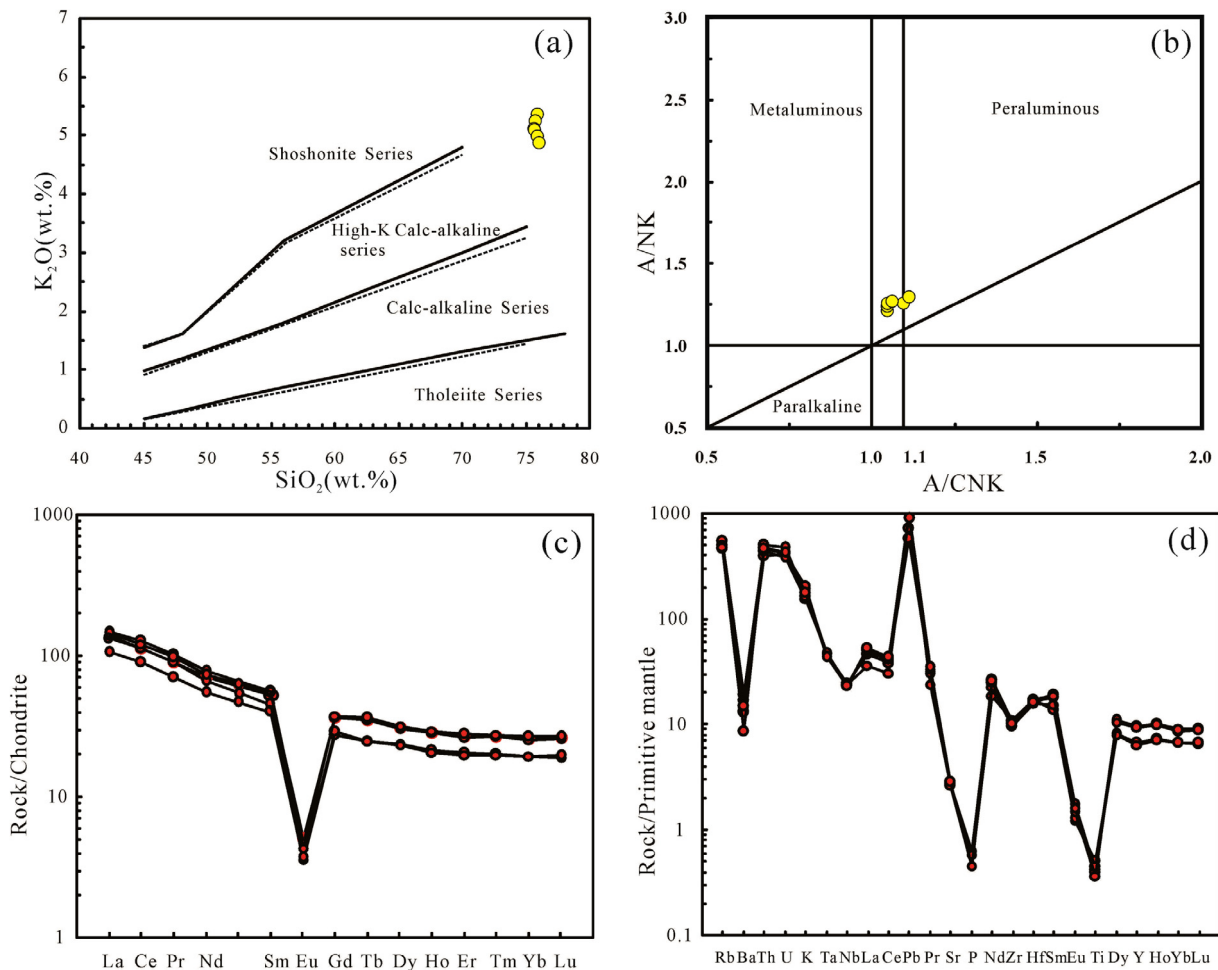 (a)
7
6
5
4
3
2
1
0
K₂O(wt.%)
Shoshonite Series
High-K Calc-alkaline
series
Calc-alkaline Series
Tholeiite Series
40 45 50 55 60 65 70 75 80
SiO₂(wt.%)
(b)
3.0
2.5
2.0
1.5
1.0
0.5
A/NK
Metaluminous
Peraluminous
Paralkaline
0.5 1.0 1.1 1.5 2.0
A/CNK
(c)
1000
100
10
1
Rock/Chondrite
La Ce Pr Nd Sm Eu Gd Tb Dy Ho Er Tm Yb Lu
(d)
1000
100
10
1
0.1
Rock/Primitive mantle
Rb Ba Th U K Ta Nb La Ce Pb Pr Sr P Nd Zr Hf Sm Eu Ti Dy Y Ho Yb Lu